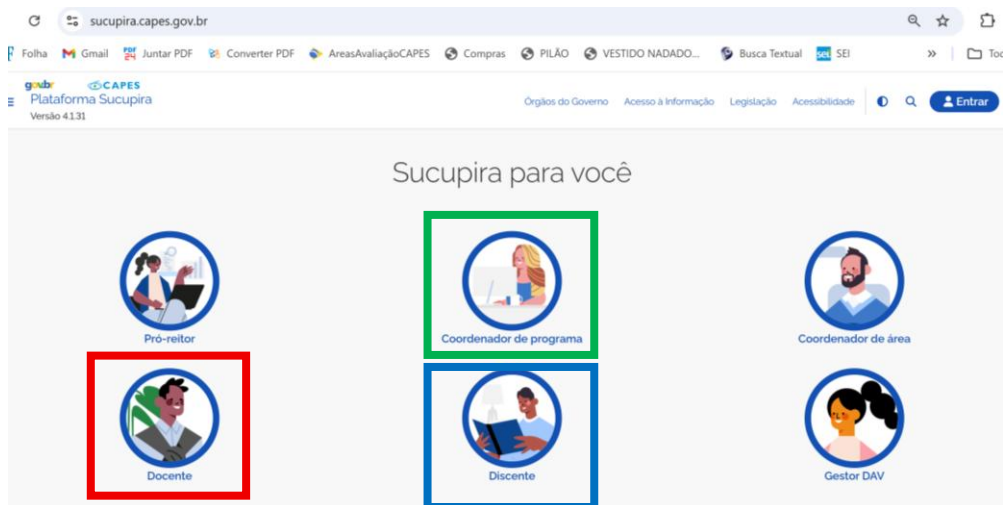 sucupira.capes.gov.br
Folha Gmail Juntar PDF Converter PDF AreasAvaliaçãoCAPES Compras PILÃO VESTIDO NADADO... Busca Textual sei SEI » Toc
gov.br CAPES
Plataforma Sucupira
Versão 4.1.31
Órgãos do Governo Acesso à Informação Legislação Acessibilidade Entrar
Sucupira para você
Pró-reitor Coordenador de programa Coordenador de área
Docente Discente Gestor DAV